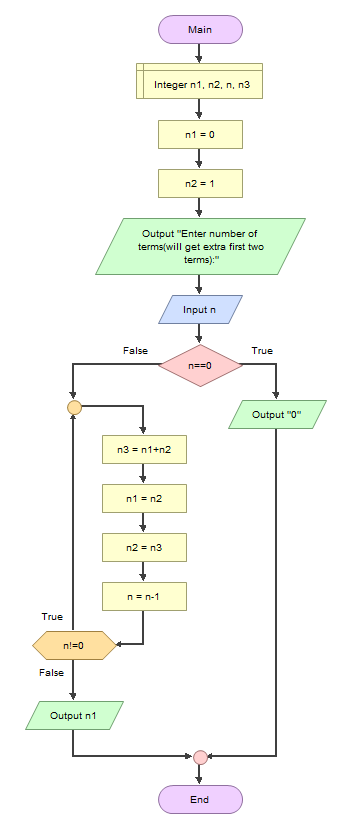 Main
Integer n1, n2, n, n3
n1 = 0
n2 = 1
Output "Enter number of
terms(will get extra first two
terms):"
Input n
False
True
n==0
Output "0"
n3 = n1+n2
n1 = n2
n2 = n3
n = n-1
True
n!=0
False
Output n1
End